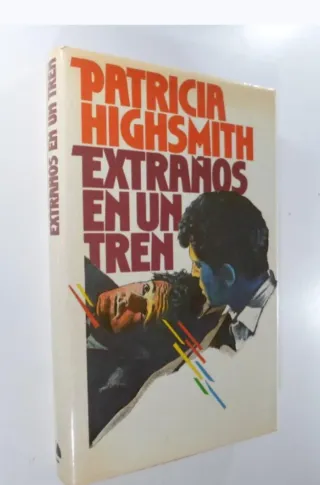 EXTRAÑOS EN UN TREN
PATRICIA
HIGHSMITH
EXTRAÑOS
EN UN
TREN